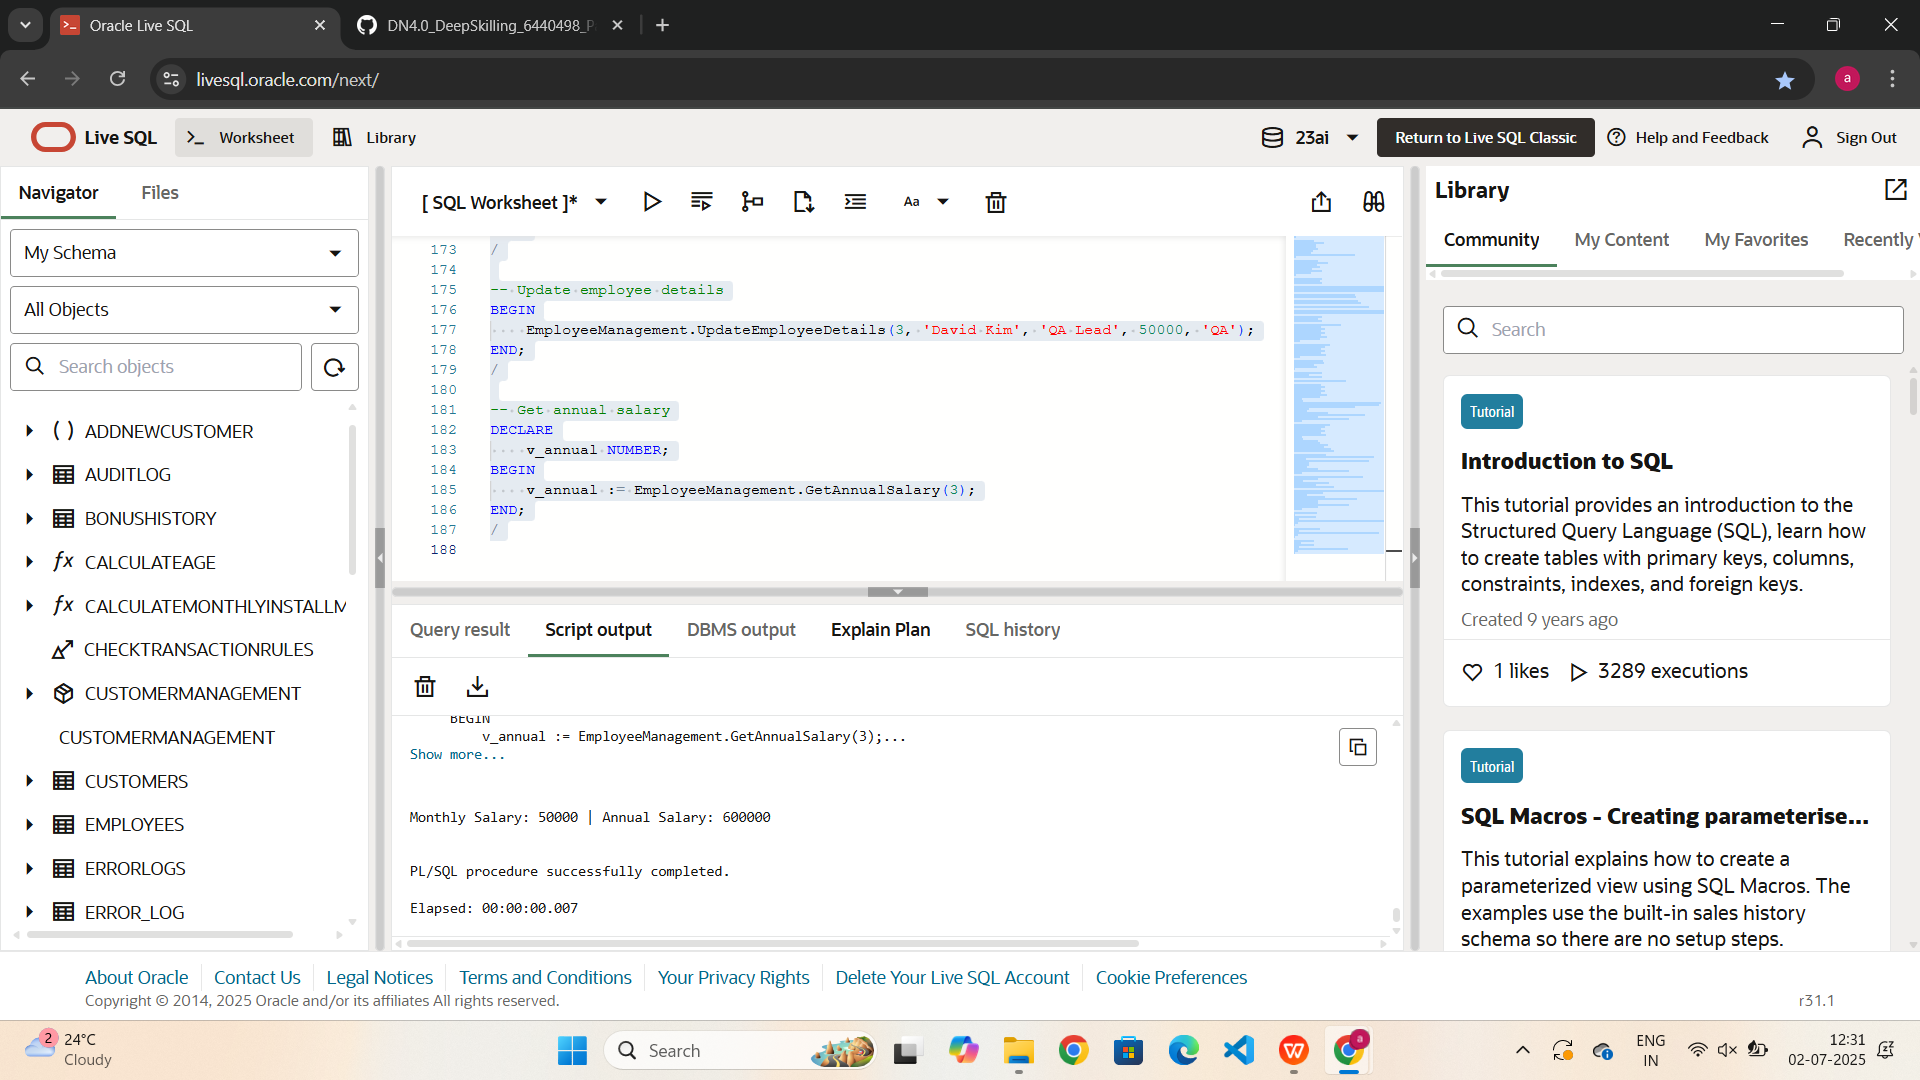 Oracle Live SQL
DN4.0_DeepSkilling_6440498_P
livesql.oracle.com/next/
a
Live SQL
Worksheet
Library
23ai
Return to Live SQL Classic
Help and Feedback
Sign Out
Navigator
Files
My Schema
All Objects
Search objects
ADDNEWCUSTOMER
AUDITLOG
BONUSHISTORY
CALCULATEAGE
CALCULATEMONTHLYINSTALLM
CHECKTRANSACTIONRULES
CUSTOMERMANAGEMENT
CUSTOMERMANAGEMENT
CUSTOMERS
EMPLOYEES
ERRORLOGS
ERROR_LOG
[ SQL Worksheet ]*
Aa
173 /
174
175 -- Update employee details
176 BEGIN
177 EmployeeManagement.UpdateEmployeeDetails(3, 'David Kim', 'QA Lead', 50000, 'QA');
178 END;
179 /
180
181 -- Get annual salary
182 DECLARE
183 v_annual NUMBER;
184 BEGIN
185 v_annual := EmployeeManagement.GetAnnualSalary(3);
186 END;
187 /
188
Query result
Script output
DBMS output
Explain Plan
SQL history
BEGIN
v_annual := EmployeeManagement.GetAnnualSalary(3);...
Show more...
Monthly Salary: 50000 | Annual Salary: 600000
PL/SQL procedure successfully completed.
Elapsed: 00:00:00.007
Library
Community
My Content
My Favorites
Recently
Search
Tutorial
Introduction to SQL
This tutorial provides an introduction to the
Structured Query Language (SQL), learn how
to create tables with primary keys, columns,
constraints, indexes, and foreign keys.
Created 9 years ago
1 likes
3289 executions
Tutorial
SQL Macros - Creating parameterise...
This tutorial explains how to create a
parameterized view using SQL Macros. The
examples use the built-in sales history
schema so there are no setup steps.
About Oracle
Contact Us
Legal Notices
Terms and Conditions
Your Privacy Rights
Delete Your Live SQL Account
Cookie Preferences
Copyright © 2014, 2025 Oracle and/or its affiliates All rights reserved.
r31.1
2
24°C
Cloudy
Search
a
ENG
IN
12:31
02-07-2025